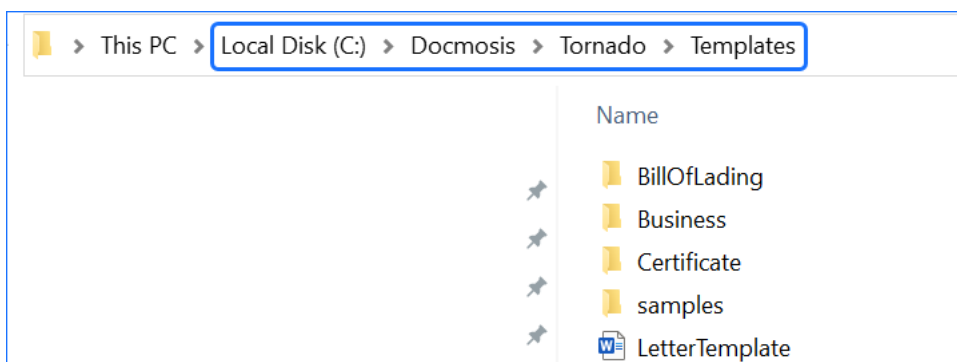 This PC > Local Disk (C:) > Docmosis > Tornado > Templates
Name
BillOfLading
Business
Certificate
samples
LetterTemplate